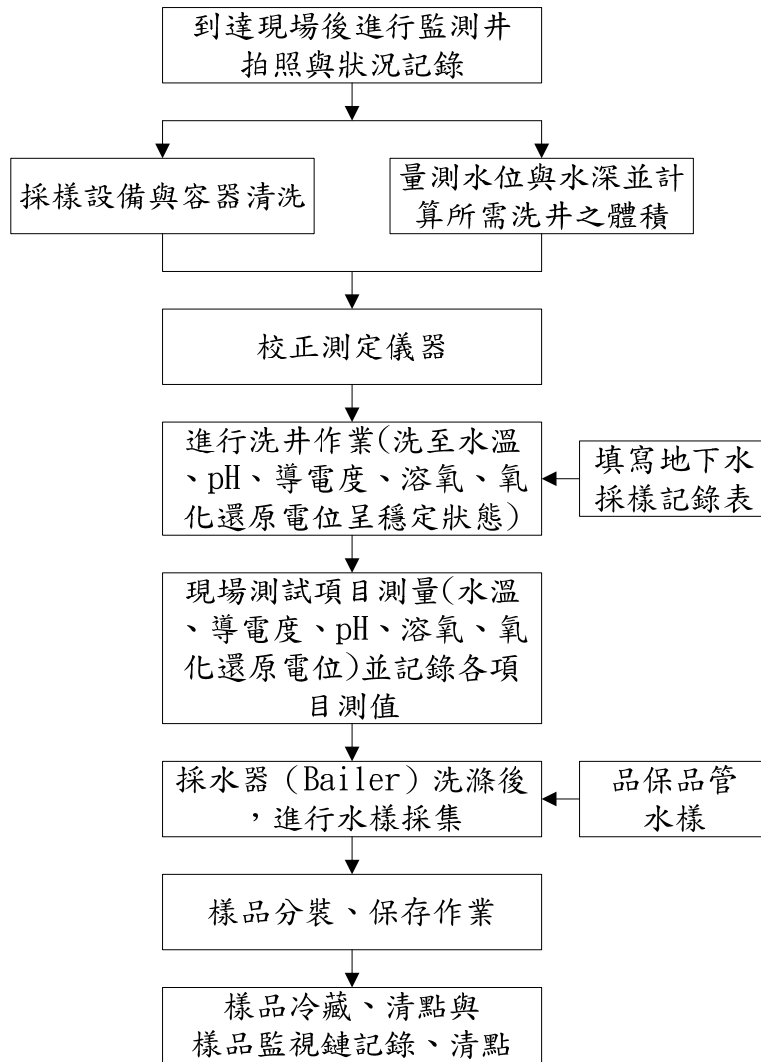 到達現場後進行監測井
拍照與狀況記錄
採樣設備與容器清洗
量測水位與水深並計
算所需洗井之體積
校正測定儀器
進行洗井作業(洗至水溫
、pH、導電度、溶氧、氧
化還原電位呈穩定狀態)
填寫地下水
採樣記錄表
現場測試項目測量(水溫
、導電度、pH、溶氧、氧
化還原電位)並記錄各項
目測值
採水器（Bailer）洗滌後
，進行水樣採集
品保品管
水樣
樣品分裝、保存作業
樣品冷藏、清點與
樣品監視鏈記錄、清點